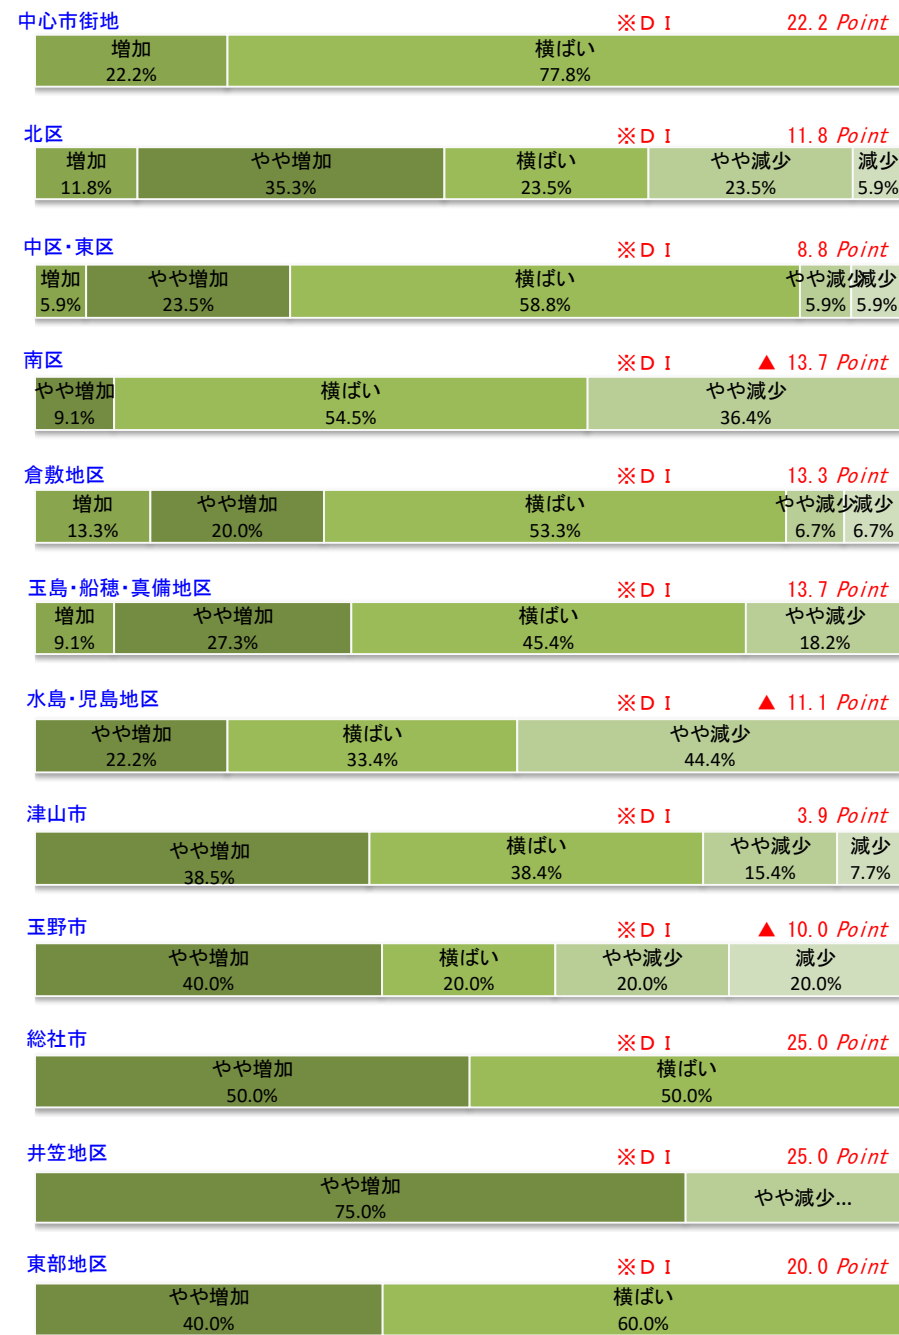 中心市街地 ※ＤＩ 22.2 Point
増加 横ばい
22.2% 77.8%
北区 ※ＤＩ 11.8 Point
増加 やや増加 横ばい やや減少 減少
11.8% 35.3% 23.5% 23.5% 5.9%
中区・東区 ※ＤＩ 8.8 Point
増加 やや増加 横ばい やや減少 減少
5.9% 23.5% 58.8% 5.9% 5.9%
南区 ※ＤＩ ▲ 13.7 Point
やや増加 横ばい やや減少
9.1% 54.5% 36.4%
倉敷地区 ※ＤＩ 13.3 Point
増加 やや増加 横ばい やや減少 減少
13.3% 20.0% 53.3% 6.7% 6.7%
玉島・船穂・真備地区 ※ＤＩ 13.7 Point
増加 やや増加 横ばい やや減少
9.1% 27.3% 45.4% 18.2%
水島・児島地区 ※ＤＩ ▲ 11.1 Point
やや増加 横ばい やや減少
22.2% 33.4% 44.4%
津山市 ※ＤＩ 3.9 Point
やや増加 横ばい やや減少 減少
38.5% 38.4% 15.4% 7.7%
玉野市 ※ＤＩ ▲ 10.0 Point
やや増加 横ばい やや減少 減少
40.0% 20.0% 20.0% 20.0%
総社市 ※ＤＩ 25.0 Point
やや増加 横ばい
50.0% 50.0%
井笠地区 ※ＤＩ 25.0 Point
やや増加 やや減少...
75.0%
東部地区 ※ＤＩ 20.0 Point
やや増加 横ばい
40.0% 60.0%